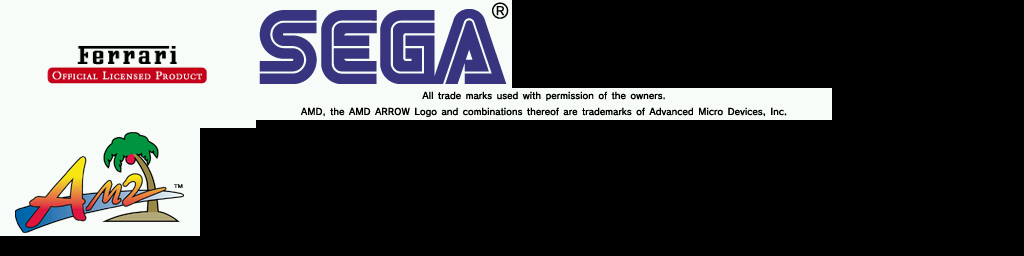 Ferrari
OFFICIAL LICENSED PRODUCT
SEGA®
All trade marks used with permission of the owners.
AMD, the AMD ARROW Logo and combinations thereof are trademarks of Advanced Micro Devices, Inc.
AM2™